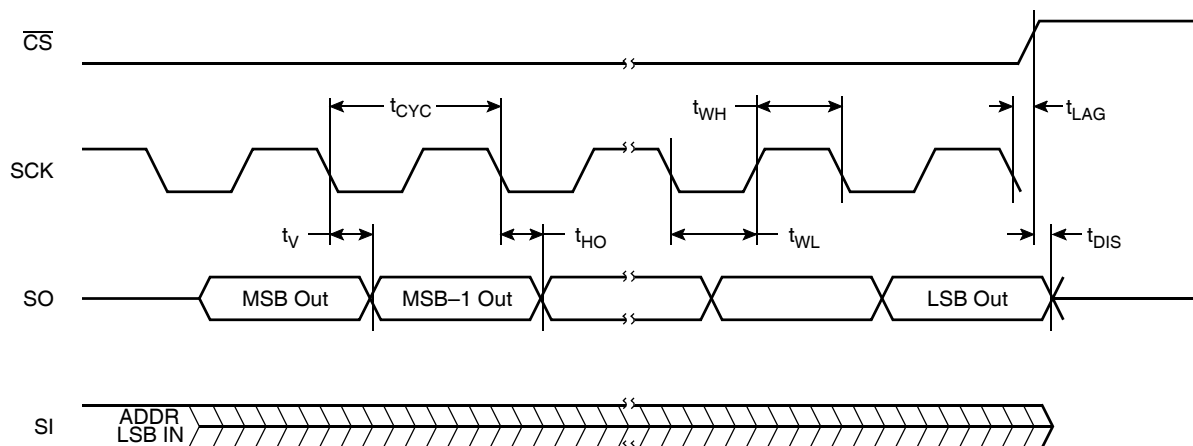 CS
tCYC
tWH
tLAG
SCK
tV
tHO
tWL
tDIS
SO
MSB Out
MSB–1 Out
LSB Out
SI
ADDR
LSB IN